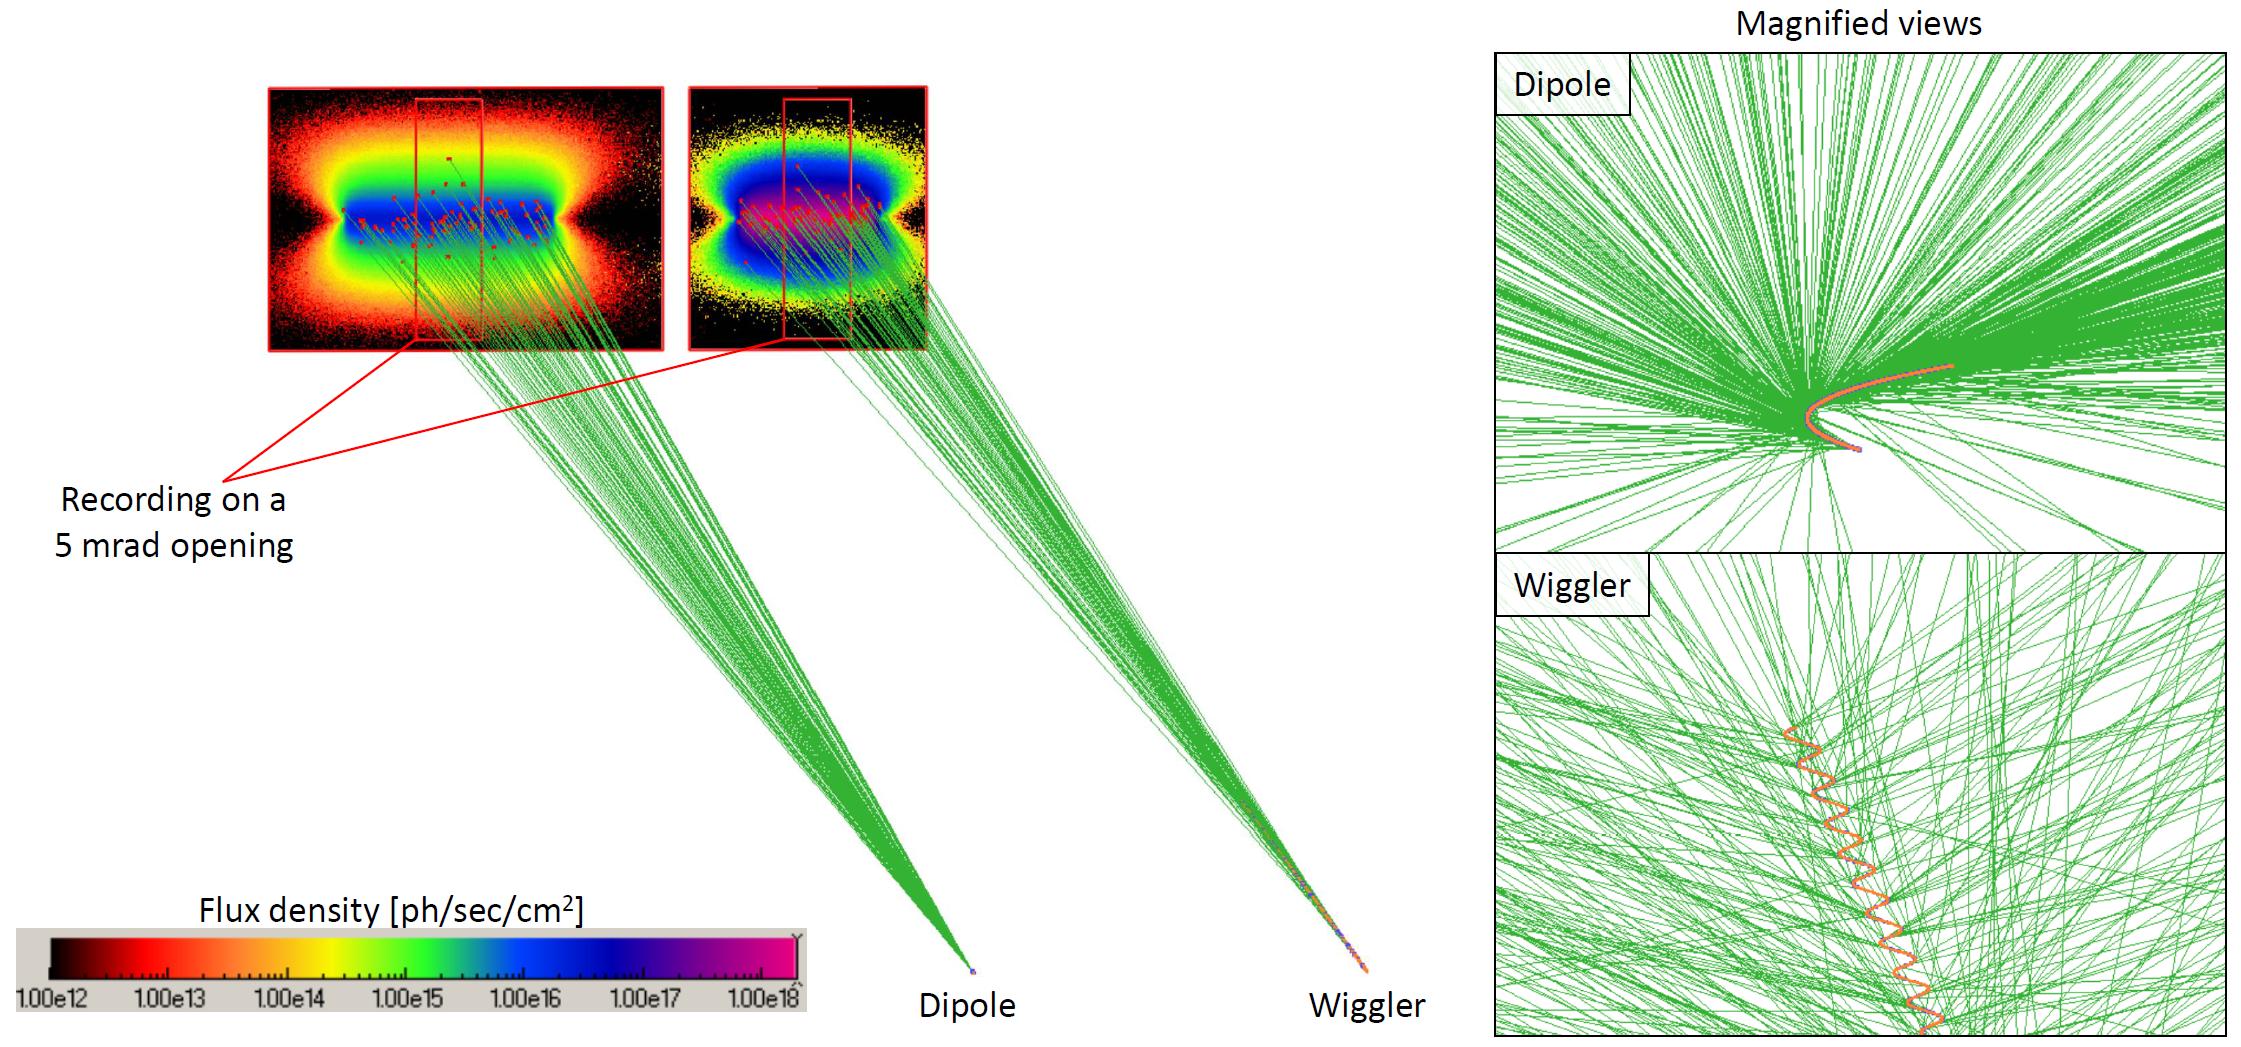 Magnified views
Dipole
Recording on a
5 mrad opening
Wiggler
Flux density [ph/sec/cm²]
1.00e12 1.00e13 1.00e14 1.00e15 1.00e16 1.00e17 1.00e18
Dipole
Wiggler